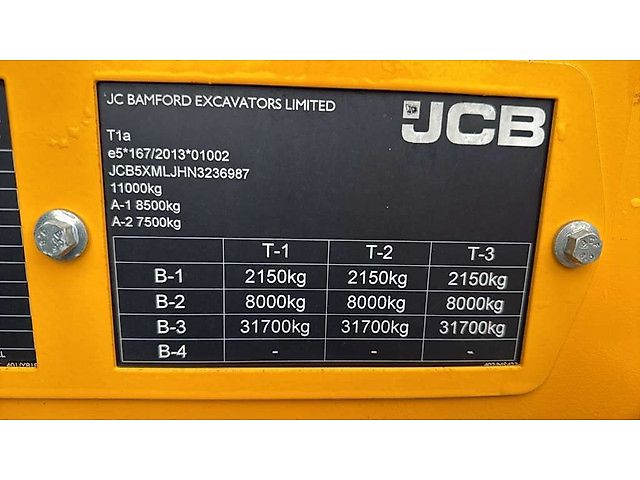 JC BAMFORD EXCAVATORS LIMITED
JCB
T1a
e5*167/2013*01002
JCB5XMLJHN3236987
11000kg
A-1 8500kg
A-2 7500kg
T-1 T-2 T-3
B-1 2150kg 2150kg 2150kg
B-2 8000kg 8000kg 8000kg
B-3 31700kg 31700kg 31700kg
B-4 - - -